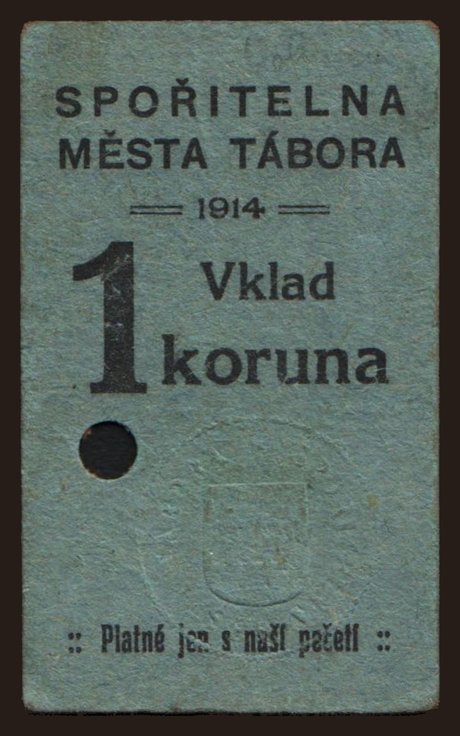 SPOŘITELNA
MĚSTA TÁBORA
1914
1 Vklad
koruna
:: Platné jen s naší pečetí ::